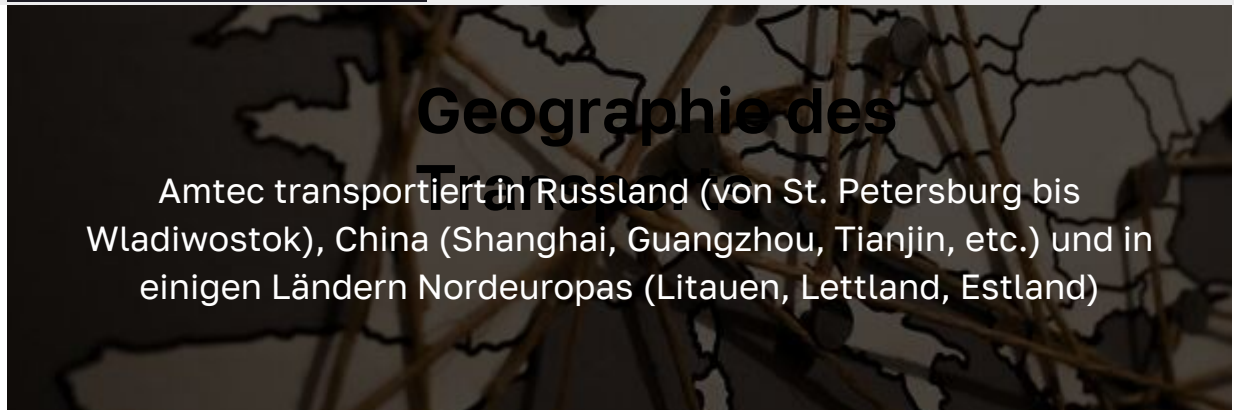 Geographie des
Transports
Amtec transportiert in Russland (von St. Petersburg bis
Wladiwostok), China (Shanghai, Guangzhou, Tianjin, etc.) und in
einigen Ländern Nordeuropas (Litauen, Lettland, Estland)